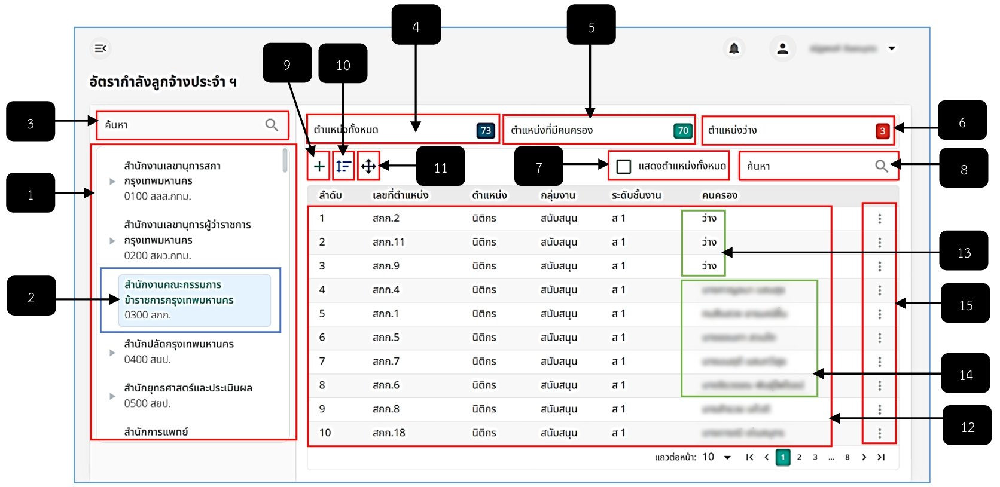 4
5
9
10
อัตรากำลังลูกจ้างประจำ ฯ
3
ค้นหา
ตำแหน่งทั้งหมด 73
ตำแหน่งที่มีคนครอง 70
ตำแหน่งว่าง 3
6
11
7
แสดงตำแหน่งทั้งหมด
ค้นหา
8
1
สำนักงานเลขานุการสภา
กรุงเทพมหานคร
0100 สลส.กทม.
สำนักงานเลขานุการผู้ว่าราชการ
กรุงเทพมหานคร
0200 สผว.กทม.
2
สำนักงานคณะกรรมการ
ข้าราชการกรุงเทพมหานคร
0300 สกก.
สำนักปลัดกรุงเทพมหานคร
0400 สนป.
สำนักยุทธศาสตร์และประเมินผล
0500 สยป.
สำนักการแพทย์
ลำดับ เลขที่ตำแหน่ง ตำแหน่ง กลุ่มงาน ระดับชั้นงาน คนครอง
1 สกก.2 นิติกร สนับสนุน ส 1 ว่าง
2 สกก.11 นิติกร สนับสนุน ส 1 ว่าง
3 สกก.9 นิติกร สนับสนุน ส 1 ว่าง
4 สกก.4 นิติกร สนับสนุน ส 1
5 สกก.1 นิติกร สนับสนุน ส 1
6 สกก.5 นิติกร สนับสนุน ส 1
7 สกก.7 นิติกร สนับสนุน ส 1
8 สกก.6 นิติกร สนับสนุน ส 1
9 สกก.8 นิติกร สนับสนุน ส 1
10 สกก.18 นิติกร สนับสนุน ส 1
13
15
14
12
แถวต่อหน้า: 10 1 2 3 ... 8